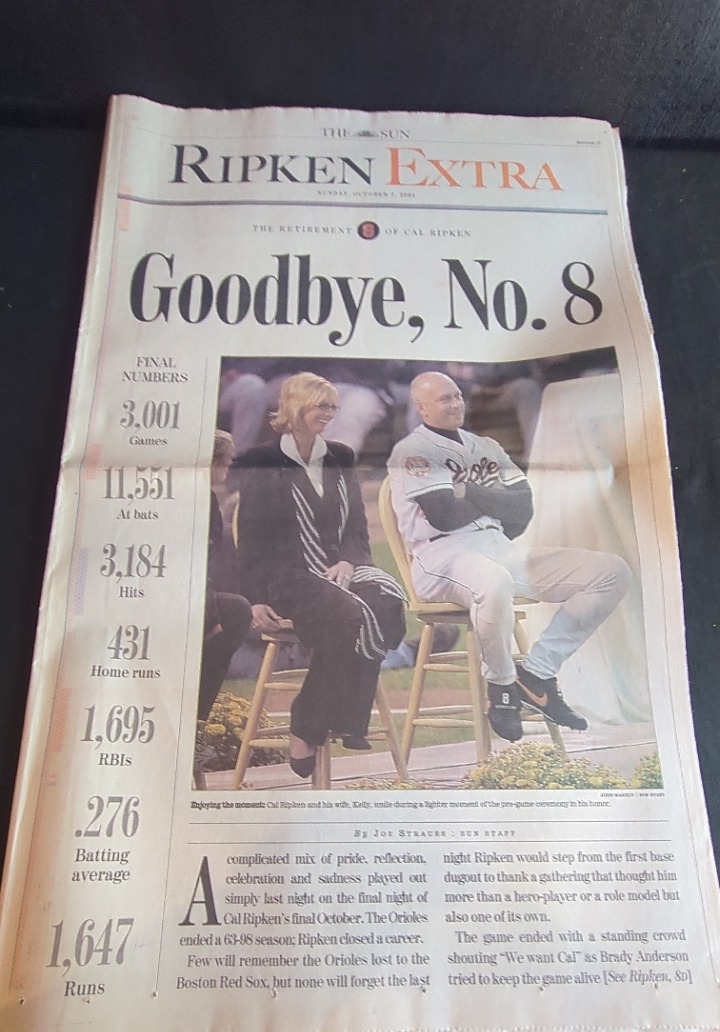 THE SUN
Section D
RIPKEN EXTRA
SUNDAY, OCTOBER 7, 2001
THE RETIREMENT 8 OF CAL RIPKEN
Goodbye, No. 8
FINAL
NUMBERS
3,001
Games
11,551
At bats
3,184
Hits
431
Home runs
1,695
RBIs
.276
Batting
average
1,647
Runs
Oriole
8
Enjoying the moment: Cal Ripken and his wife, Kelly, smile during a lighter moment of the pre-game ceremony in his honor.
By JOE STRAUSS : SUN STAFF
A complicated mix of pride, reflection,
celebration and sadness played out
simply last night on the final night of
Cal Ripken's final October. The Orioles
ended a 63-98 season; Ripken closed a career.
Few will remember the Orioles lost to the
Boston Red Sox, but none will forget the last
night Ripken would step from the first base
dugout to thank a gathering that thought him
more than a hero-player or a role model but
also one of its own.
The game ended with a standing crowd
shouting "We want Cal" as Brady Anderson
tried to keep the game alive [See Ripken, 8D]